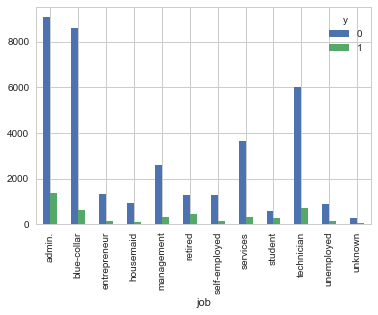 y
0
1
8000
6000
4000
2000
0
admin.
blue-collar
entrepreneur
housemaid
management
retired
self-employed
services
student
technician
unemployed
unknown
job